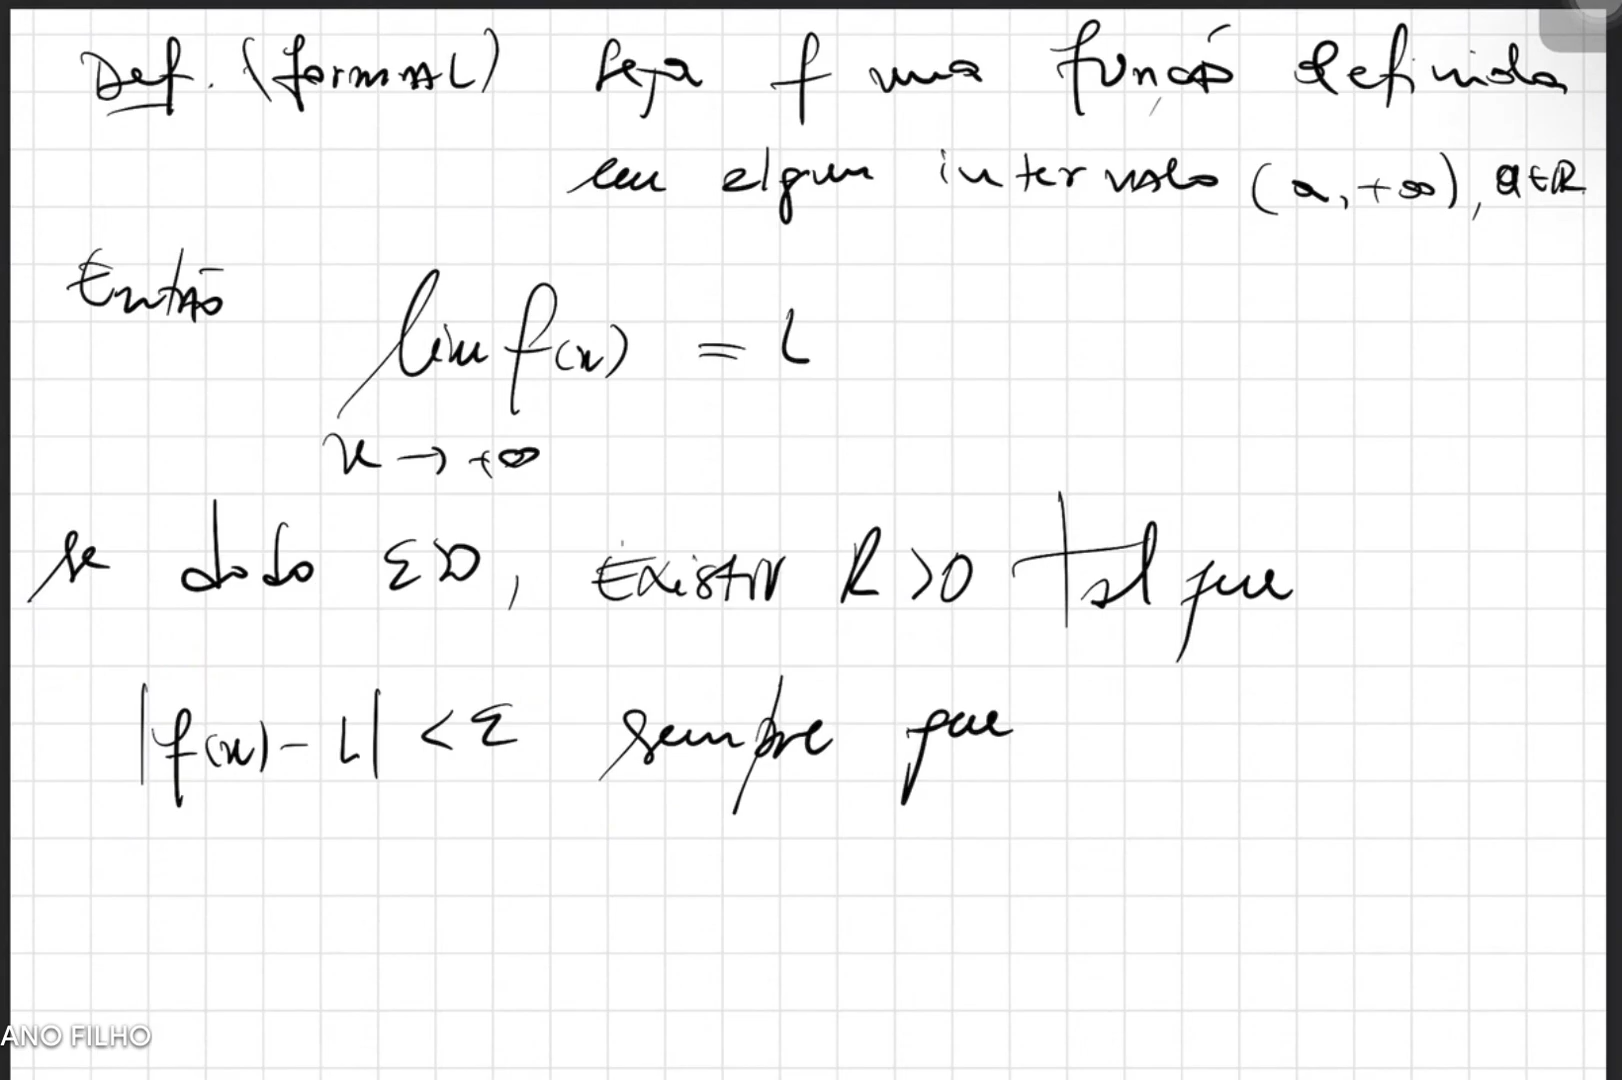 Def. (formAL) Seja f uma função definida
em algum intervalo (a, +∞), a∈R
Então
lim f(x) = L
x → +∞
se dado ε>0, Existir R>0 tal que
|f(x) - L| < ε sempre que
ANO FILHO